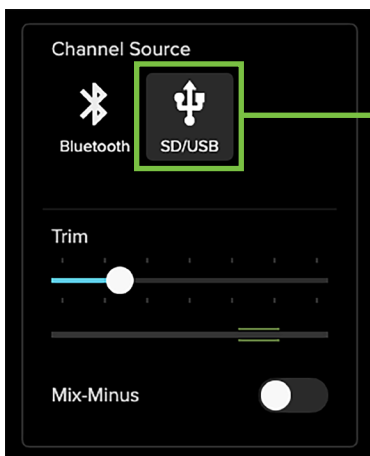 Channel Source
Bluetooth
SD/USB
Trim
Mix-Minus